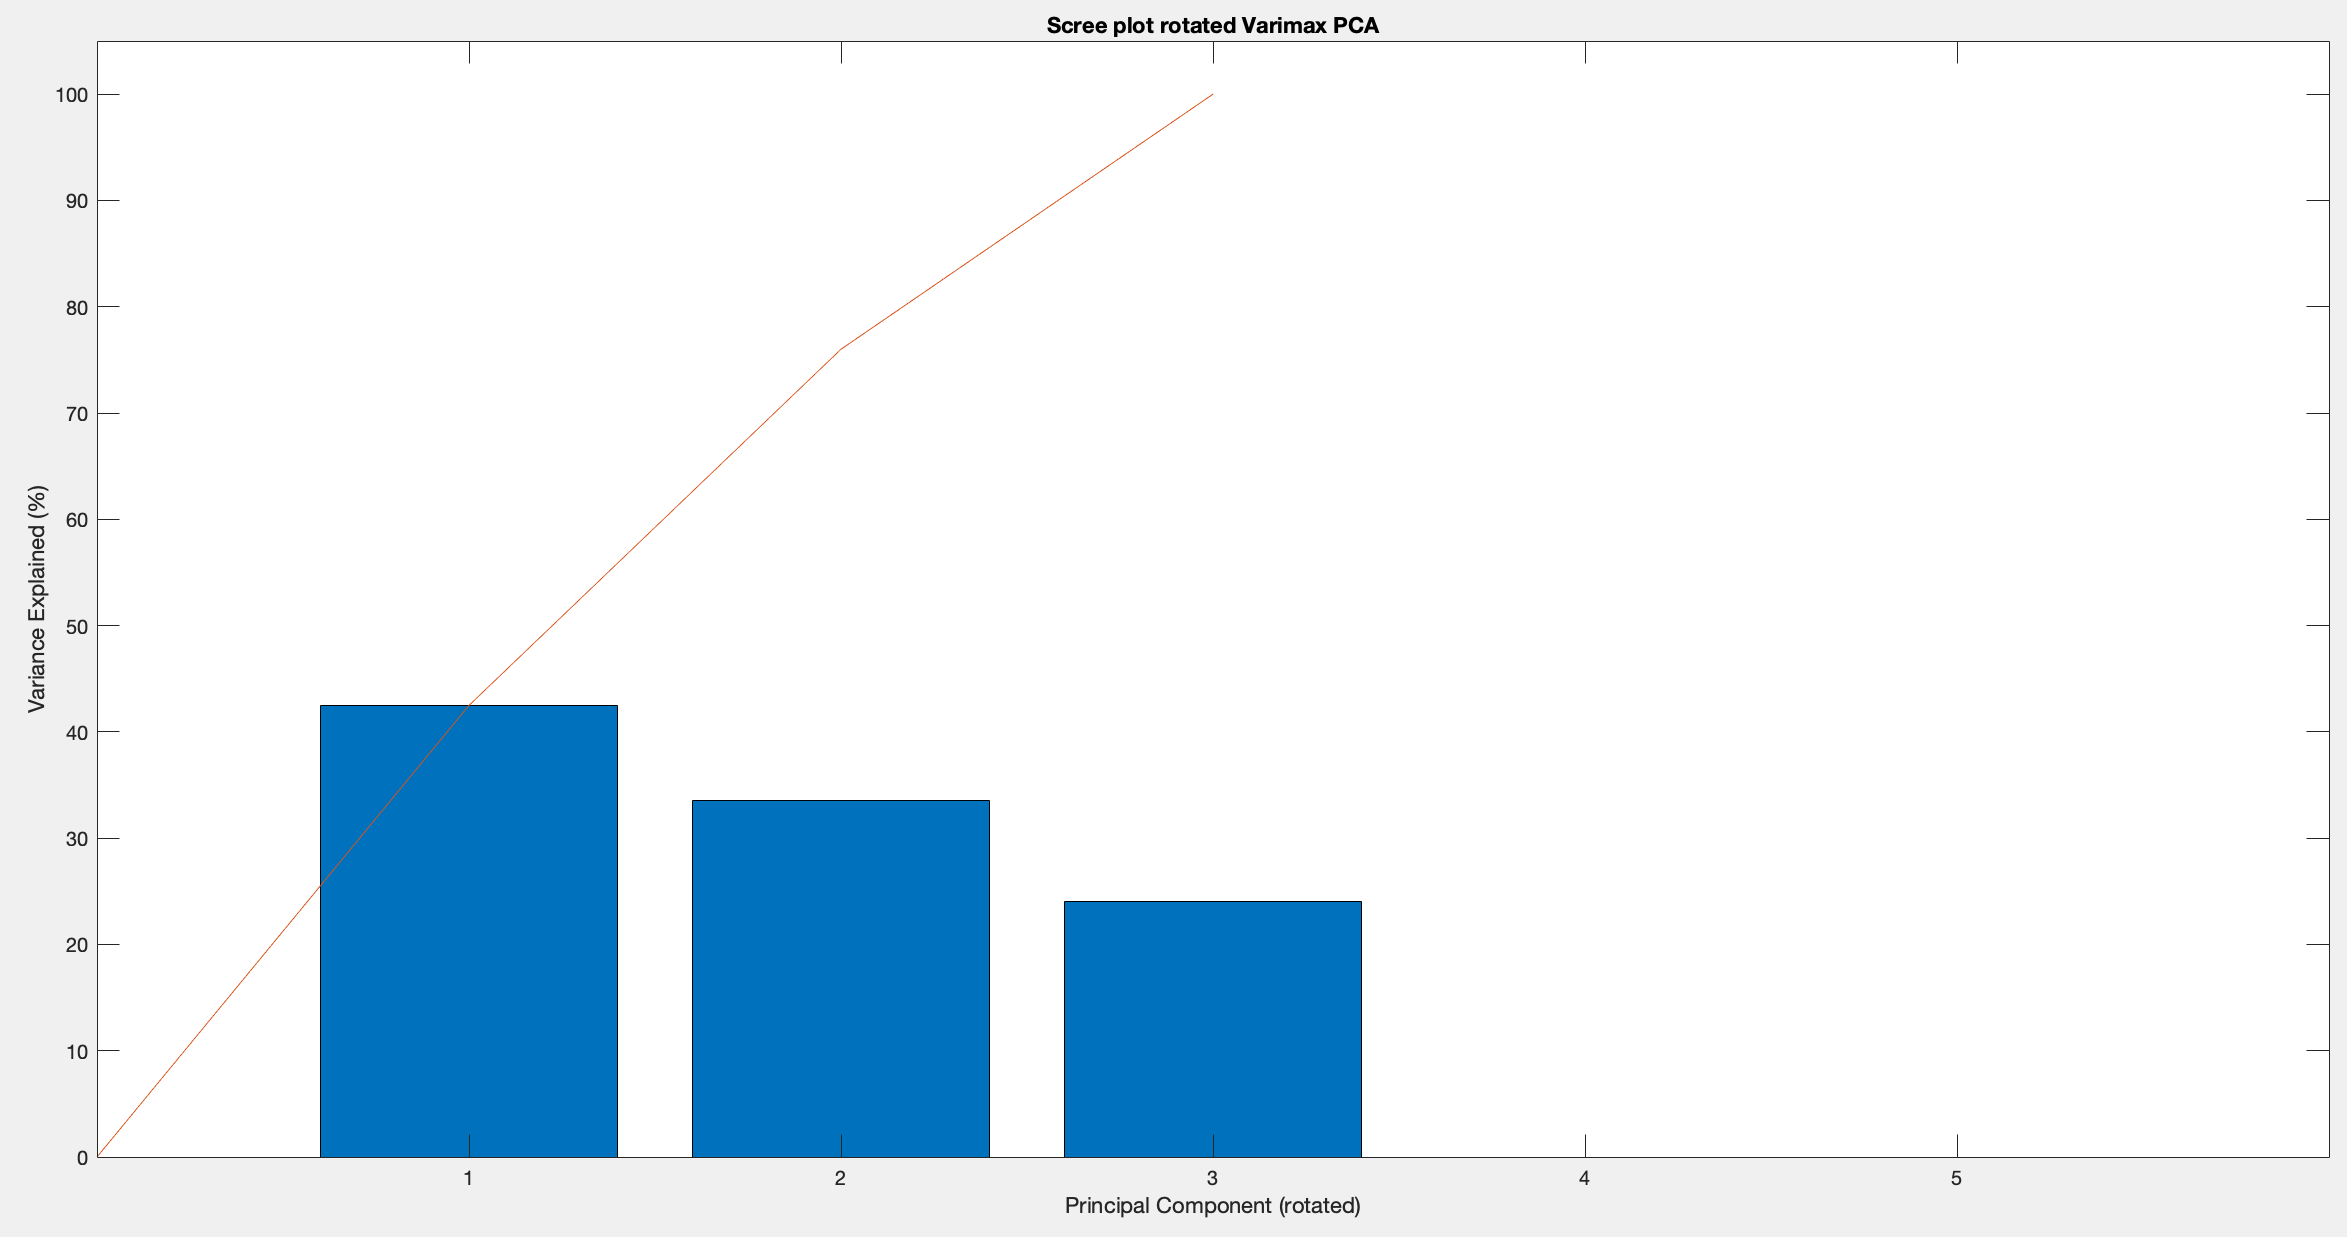 Scree plot rotated Varimax PCA
100
90
80
70
60
50
40
30
20
10
0
Variance Explained (%)
1 2 3 4 5
Principal Component (rotated)